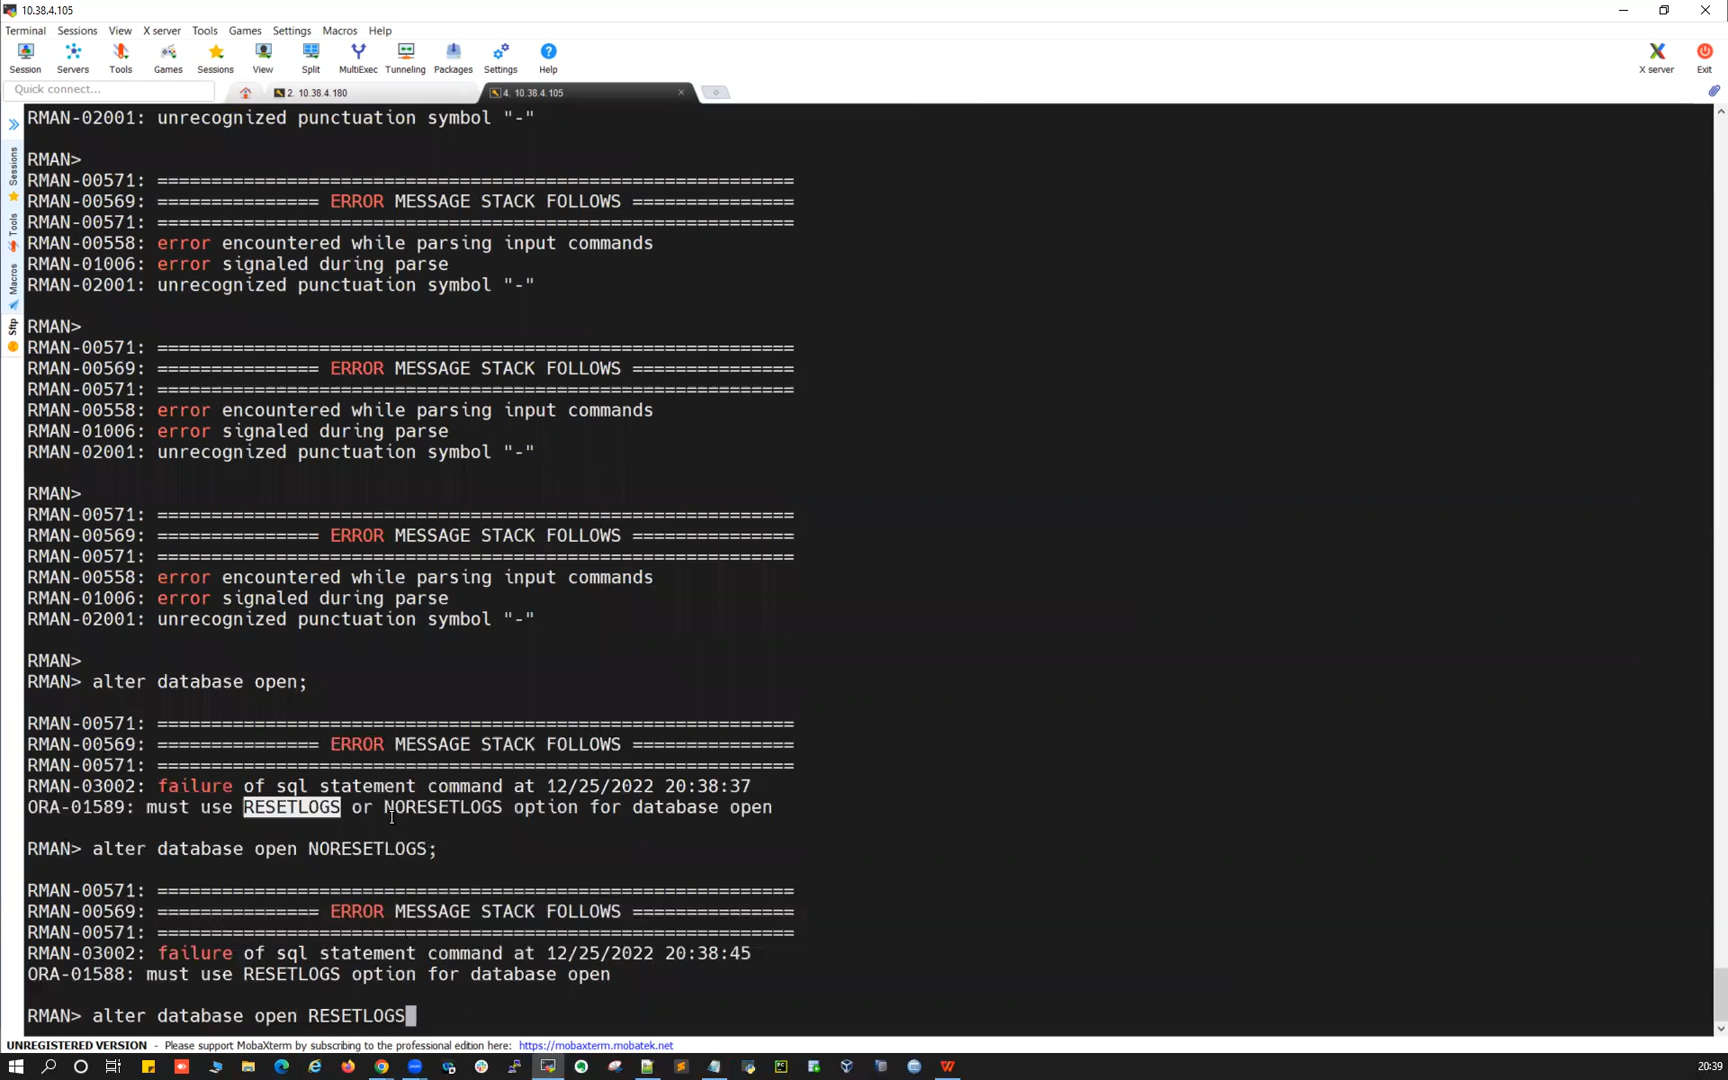 10.38.4.105
Terminal Sessions View X server Tools Games Settings Macros Help
Session Servers Tools Games Sessions View Split MultiExec Tunneling Packages Settings Help X server Exit
Quick connect... 2. 10.38.4.180 4. 10.38.4.105
Sessions
Tools
Macros
Sftp
RMAN-02001: unrecognized punctuation symbol "-"
RMAN>
RMAN-00571: ===========================================================
RMAN-00569: =============== ERROR MESSAGE STACK FOLLOWS ===============
RMAN-00571: ===========================================================
RMAN-00558: error encountered while parsing input commands
RMAN-01006: error signaled during parse
RMAN-02001: unrecognized punctuation symbol "-"
RMAN>
RMAN-00571: ===========================================================
RMAN-00569: =============== ERROR MESSAGE STACK FOLLOWS ===============
RMAN-00571: ===========================================================
RMAN-00558: error encountered while parsing input commands
RMAN-01006: error signaled during parse
RMAN-02001: unrecognized punctuation symbol "-"
RMAN>
RMAN-00571: ===========================================================
RMAN-00569: =============== ERROR MESSAGE STACK FOLLOWS ===============
RMAN-00571: ===========================================================
RMAN-00558: error encountered while parsing input commands
RMAN-01006: error signaled during parse
RMAN-02001: unrecognized punctuation symbol "-"
RMAN>
RMAN> alter database open;
RMAN-00571: ===========================================================
RMAN-00569: =============== ERROR MESSAGE STACK FOLLOWS ===============
RMAN-00571: ===========================================================
RMAN-03002: failure of sql statement command at 12/25/2022 20:38:37
ORA-01589: must use RESETLOGS or NORESETLOGS option for database open
RMAN> alter database open NORESETLOGS;
RMAN-00571: ===========================================================
RMAN-00569: =============== ERROR MESSAGE STACK FOLLOWS ===============
RMAN-00571: ===========================================================
RMAN-03002: failure of sql statement command at 12/25/2022 20:38:45
ORA-01588: must use RESETLOGS option for database open
RMAN> alter database open RESETLOGS
UNREGISTERED VERSION - Please support MobaXterm by subscribing to the professional edition here: https://mobaxterm.mobatek.net
20:39